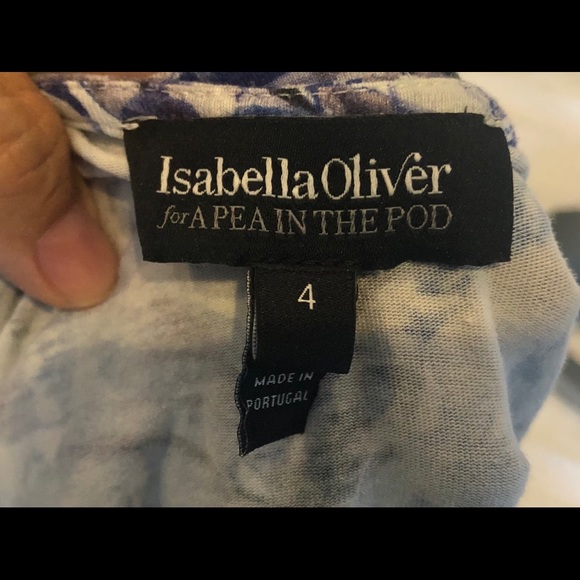 Isabella Oliver
for A PEA IN THE POD
4
MADE IN
PORTUGAL